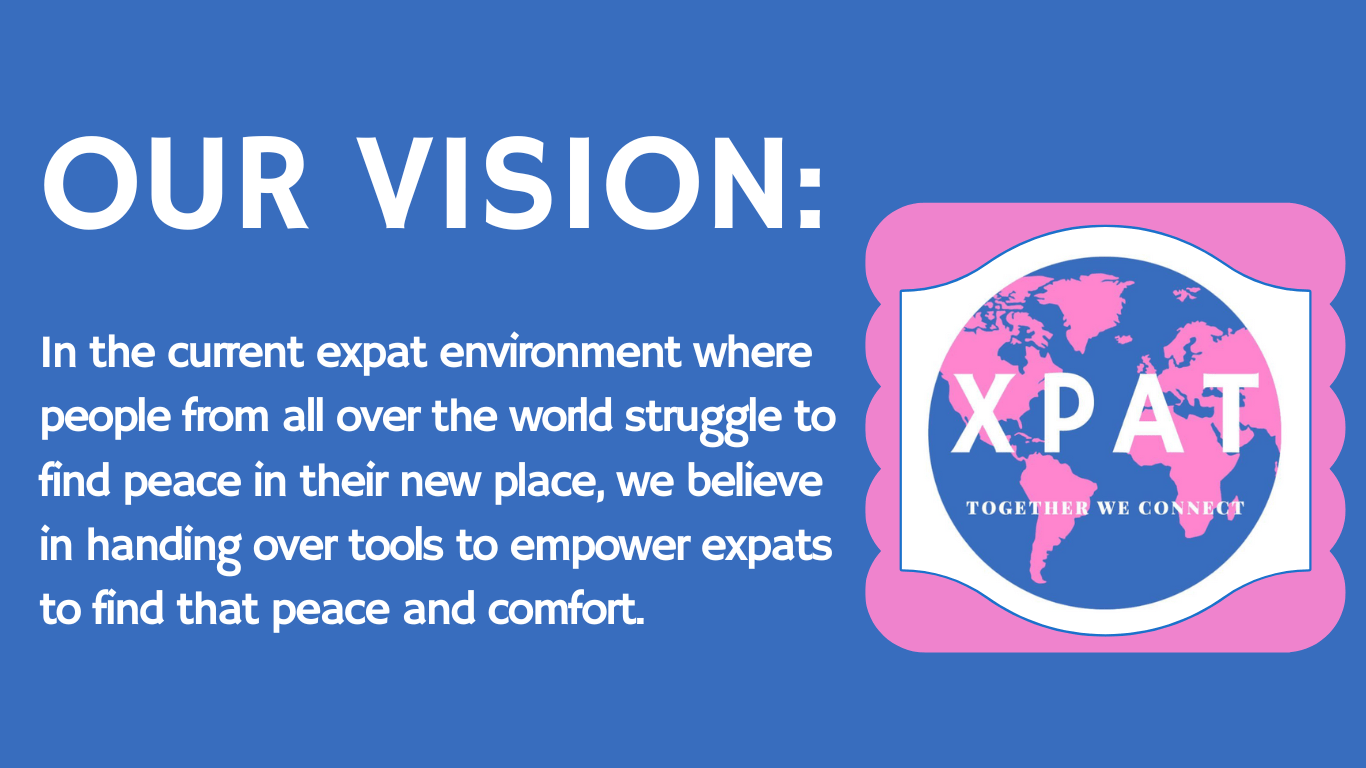 OUR VISION:
In the current expat environment where
people from all over the world struggle to
find peace in their new place, we believe
in handing over tools to empower expats
to find that peace and comfort.
XPAT
TOGETHER WE CONNECT